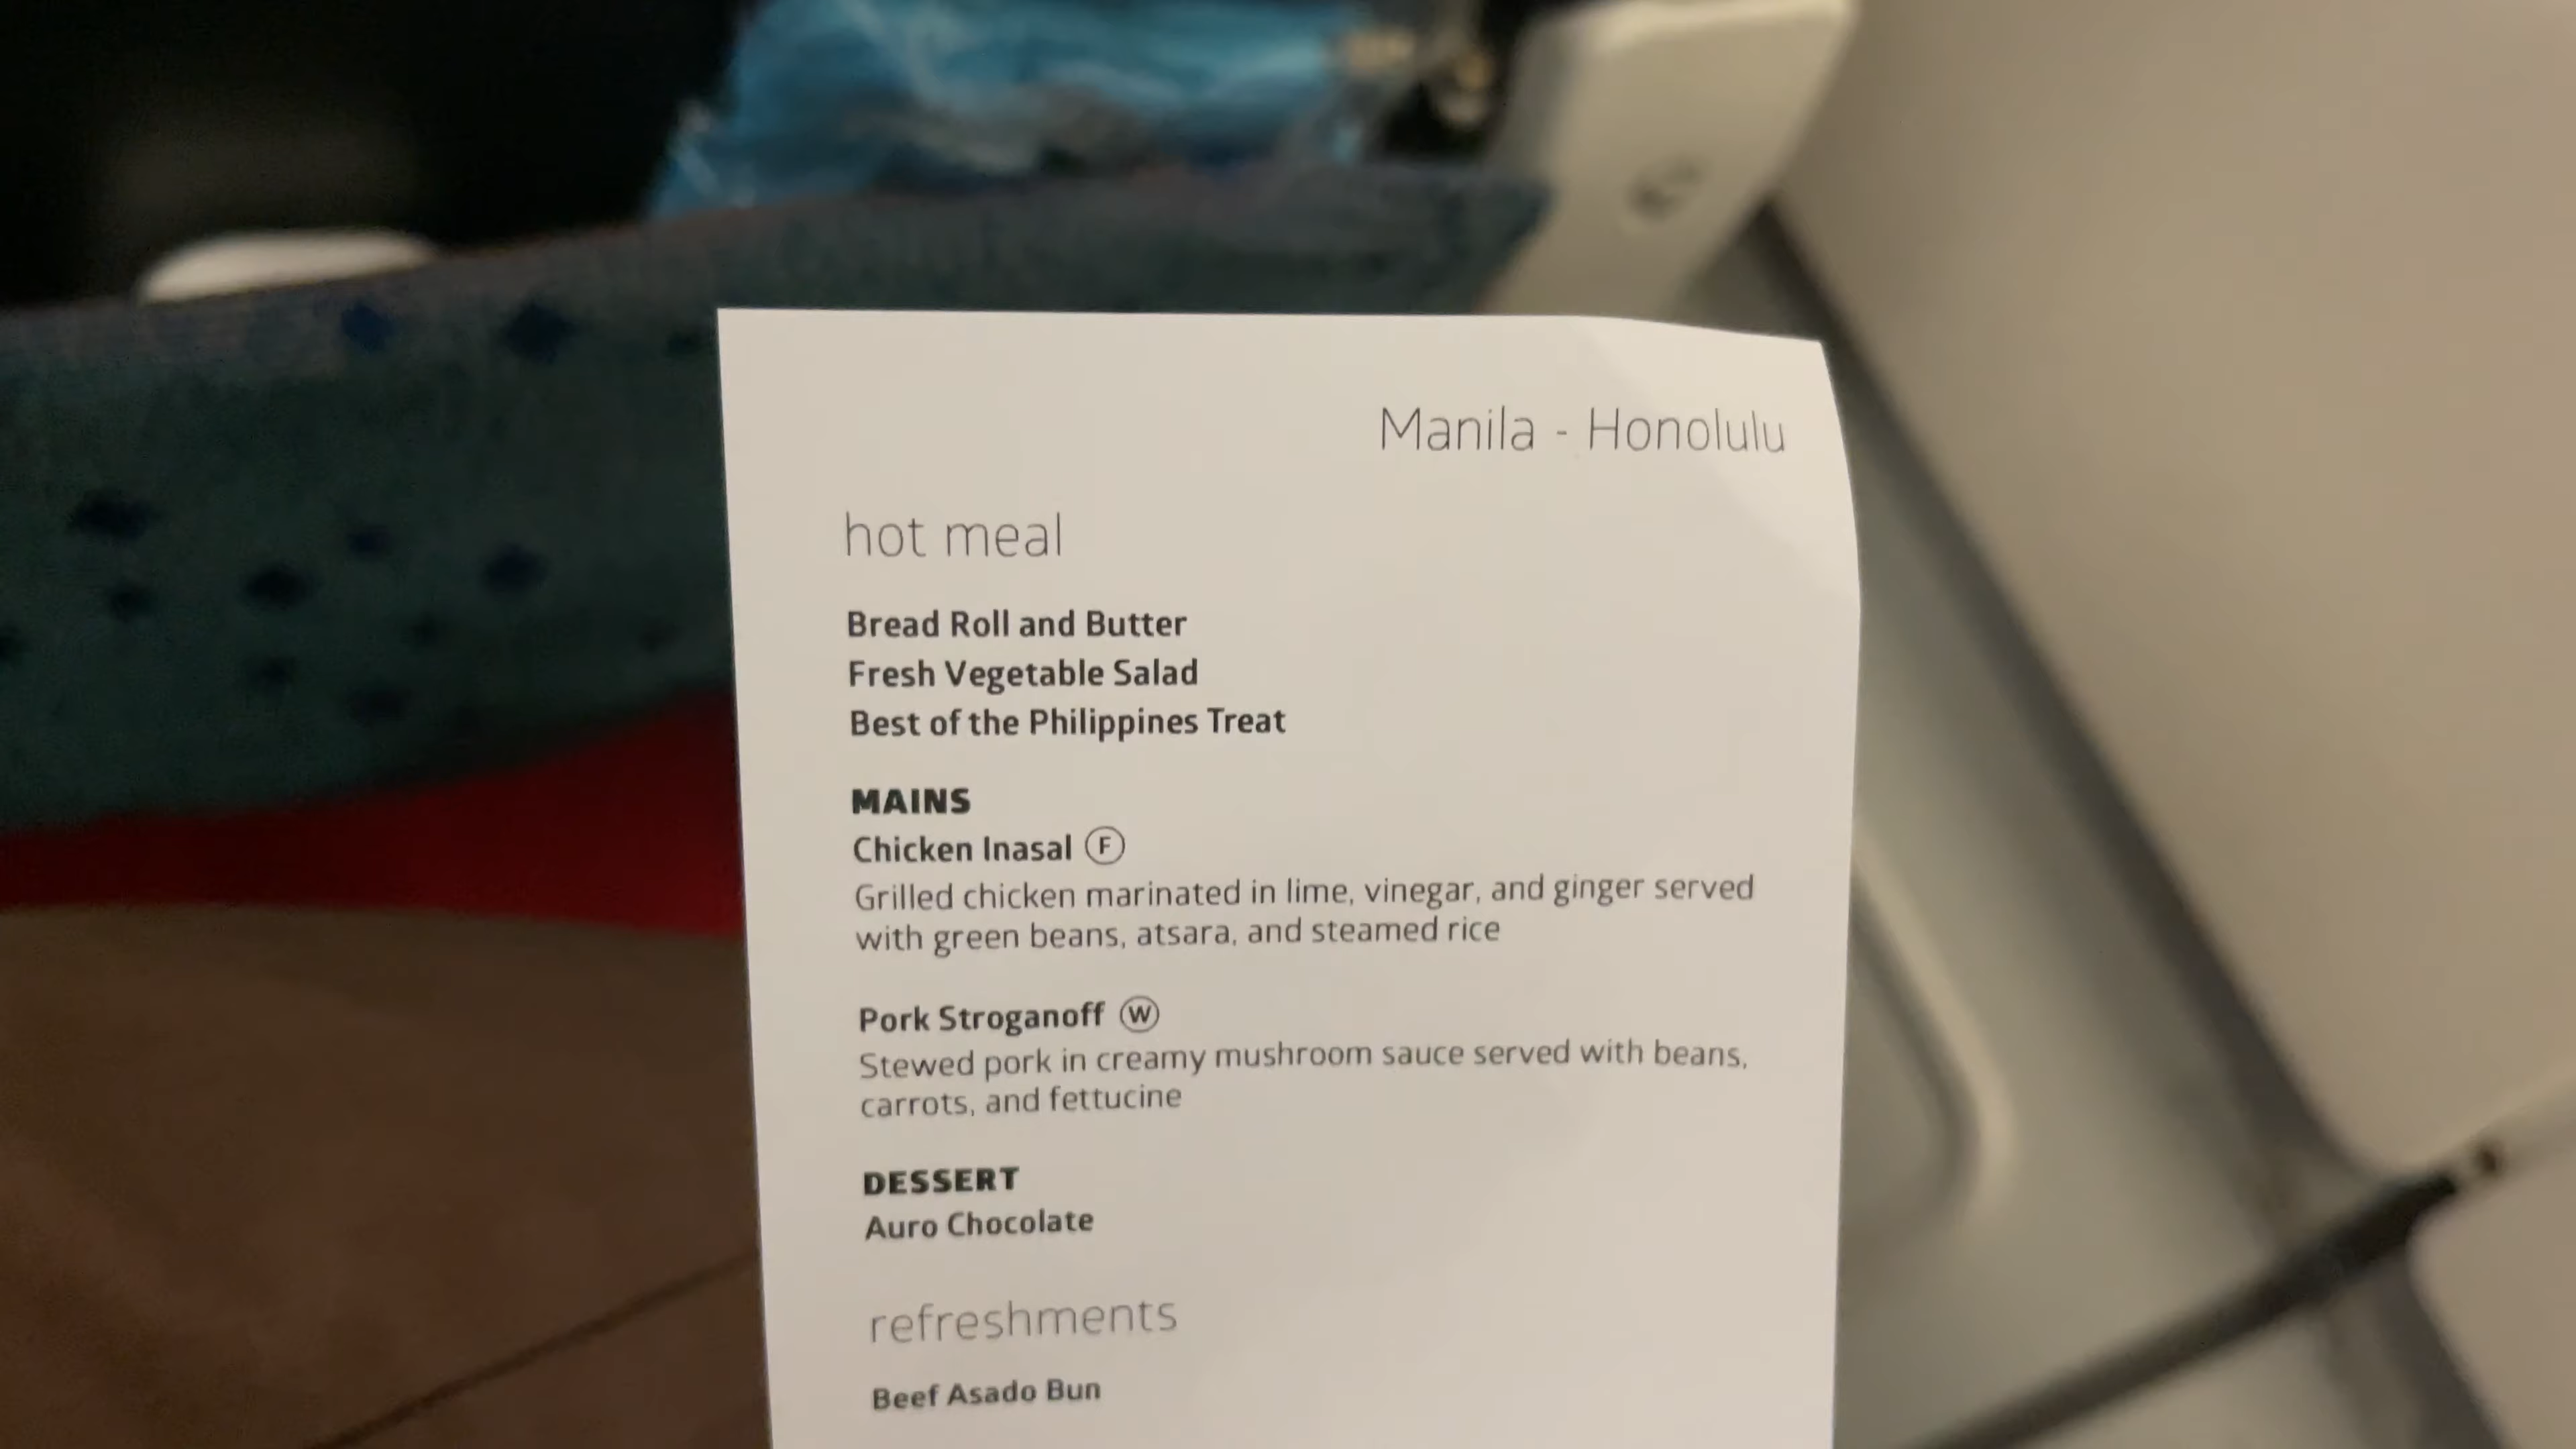 Manila - Honolulu
hot meal
Bread Roll and Butter
Fresh Vegetable Salad
Best of the Philippines Treat
MAINS
Chicken Inasal F
Grilled chicken marinated in lime, vinegar, and ginger served
with green beans, atsara, and steamed rice
Pork Stroganoff W
Stewed pork in creamy mushroom sauce served with beans,
carrots, and fettucine
DESSERT
Auro Chocolate
refreshments
Beef Asado Bun